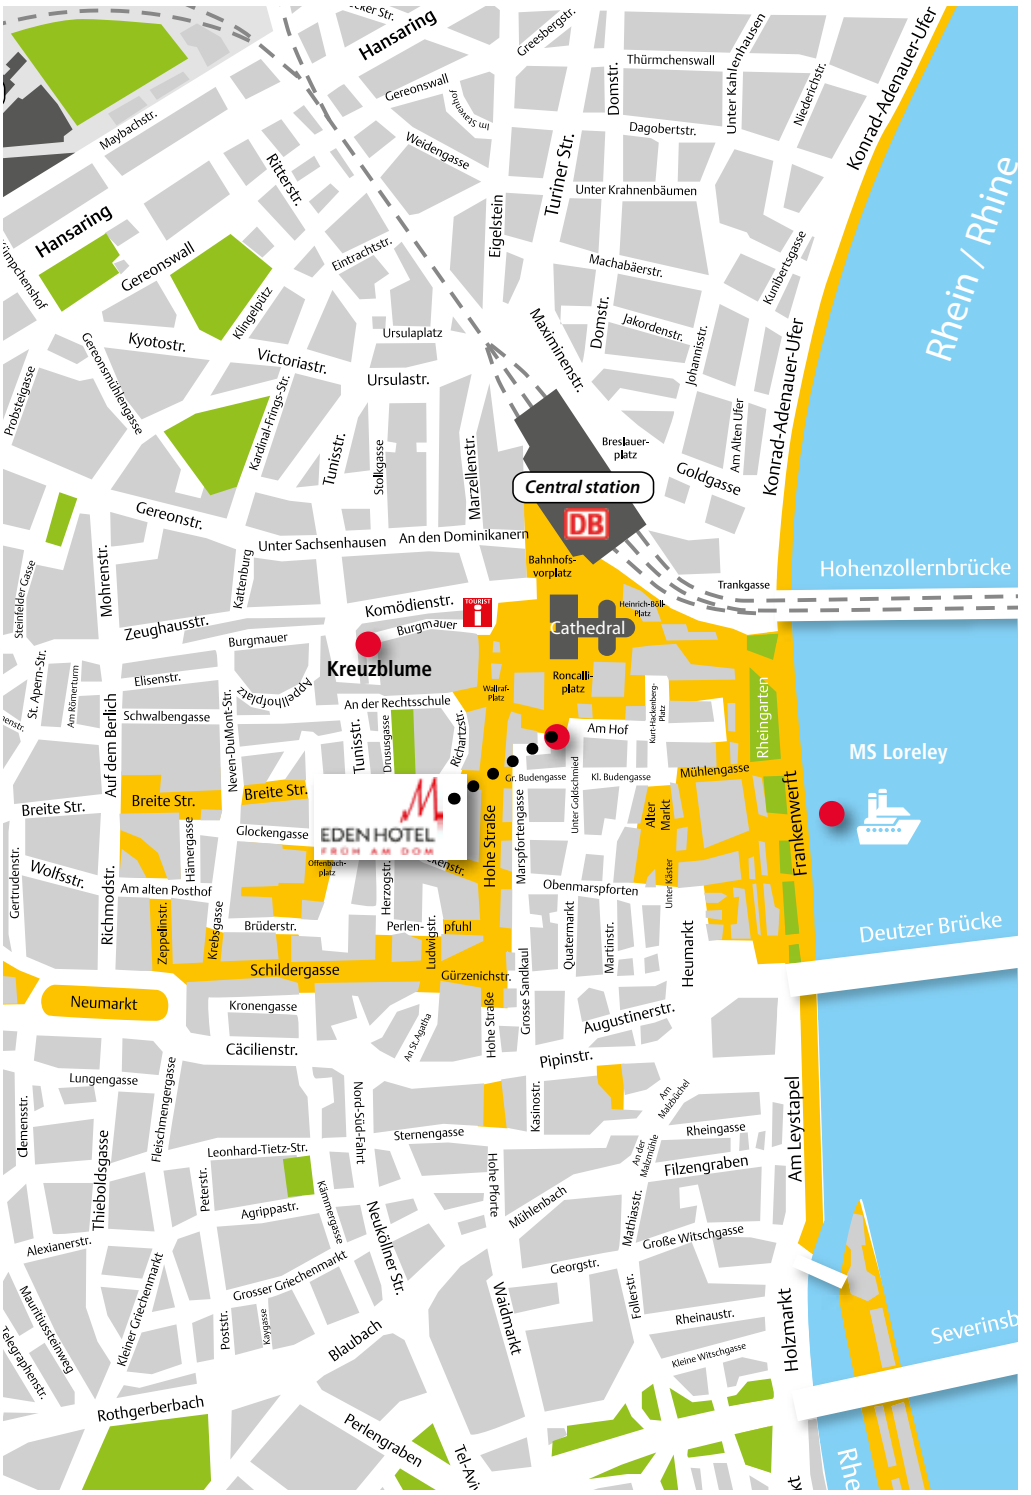 Hansaring
Greesbergstr.
Thürmchenswall
Unter Kahlenhausen
Niederichstr.
Konrad-Adenauer-Ufer
Gereonswall
Im Stavenhof
Domstr.
Dagobertstr.
Maybachstr.
Weidengasse
Ritterstr.
Turiner Str.
Unter Krahnenbäumen
Rhein / Rhine
Hansaring
Gereonswall
Eintrachtstr.
Eigelstein
Machabäerstr.
Kunibertsgasse
Klingelpütz
Kyotostr.
Gereonsmühlengasse
Victoriastr.
Ursulaplatz
Ursulastr.
Maximinenstr.
Domstr.
Jakordenstr.
Johannisstr.
Konrad-Adenauer-Ufer
Probsteigasse
Kardinal-Frings-Str.
Tunisstr.
Stolkgasse
Marzellenstr.
Breslauer-
platz
Am Alten Ufer
Goldgasse
Central station
DB
Gereonstr.
Unter Sachsenhausen
An den Dominikanern
Bahnhofs-
vorplatz
Trankgasse
Hohenzollernbrücke
Steinfelder Gasse
Mohrenstr.
Kattenburg
Komödienstr.
TOURIST
i
Heinrich-Böll-
Platz
Zeughausstr.
Burgmauer
Burgmauer
Cathedral
Kreuzblume
St. Apern-Str.
Am Römerturm
Elisenstr.
Appellhofplatz
Wallraf-
Platz
Roncalli-
platz
Kurt-Hackenberg-
Platz
Rheingarten
Schwalbengasse
An der Rechtsschule
Auf dem Berlich
Neven-DuMont-Str.
Tunisstr.
Drususgasse
Richartzstr.
Am Hof
MS Loreley
Gr. Budengasse
Kl. Budengasse
Mühlengasse
Breite Str.
Breite Str.
Breite Str.
EDEN HOTEL
FRÜH AM DOM
Hohe Straße
Marspfortengasse
Unter Goldschmied
Alter
Markt
Frankenwerft
Glockengasse
Hämergasse
Gertrudenstr.
Wolfsstr.
Richmodstr.
Am alten Posthof
Offenbach-
platz
Herzogstr.
Obenmarspforten
Unter Käster
Zeppelinstr.
Krebsgasse
Brüderstr.
Perlen-
pfuhl
Ludwigstr.
Quatermarkt
Martinstr.
Heumarkt
Deutzer Brücke
Schildergasse
Gürzenichstr.
Grosse Sandkaul
Neumarkt
Kronengasse
An St.Agatha
Hohe Straße
Augustinerstr.
Cäcilienstr.
Pipinstr.
Lungengasse
Fleischmengergasse
Clemensstr.
Nord-Süd-Fahrt
Kasinostr.
Am
Malzbüchel
Am Leystapel
Thieboldsgasse
Leonhard-Tietz-Str.
Sternengasse
Rheingasse
An der
Malzmühle
Filzengraben
Peterstr.
Agrippastr.
Kämmergasse
Neuköllner Str.
Hohe Pforte
Mühlenbach
Mathiasstr.
Große Witschgasse
Alexianerstr.
Mauritiussteinweg
Kleiner Griechenmarkt
Grosser Griechenmarkt
Georgstr.
Follerstr.
Telegraphenstr.
Poststr.
Kaygasse
Blaubach
Waidmarkt
Rheinaustr.
Kleine Witschgasse
Holzmarkt
Severinsb
Rothgerberbach
Perlengraben
Tel-Avi
Rhe